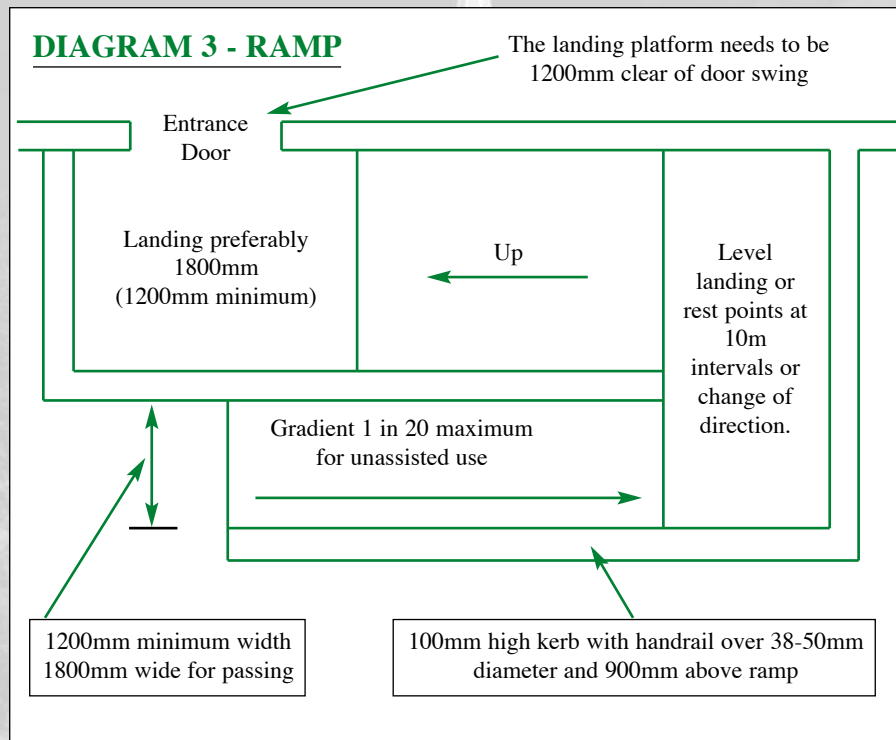 DIAGRAM 3 - RAMP
The landing platform needs to be
1200mm clear of door swing
Entrance
Door
Landing preferably
1800mm
(1200mm minimum)
Up
Level
landing or
rest points at
10m
intervals or
change of
direction.
Gradient 1 in 20 maximum
for unassisted use
1200mm minimum width
1800mm wide for passing
100mm high kerb with handrail over 38-50mm
diameter and 900mm above ramp